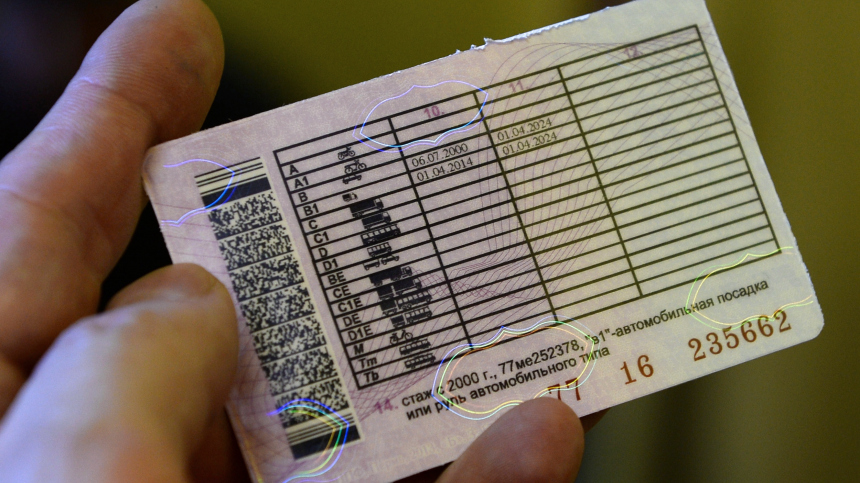 10. 11. 12.
A
A1
B 06.07.2000 01.04.2024
B1 01.04.2014 01.04.2024
C
C1
D
D1
BE
CE
C1E
DE
D1E
M
Tm
Tb
14. стаж с 2000 г., 77ме252378, "в1"-автомобильная посадка
или руль автомобильного типа
77 16 235662